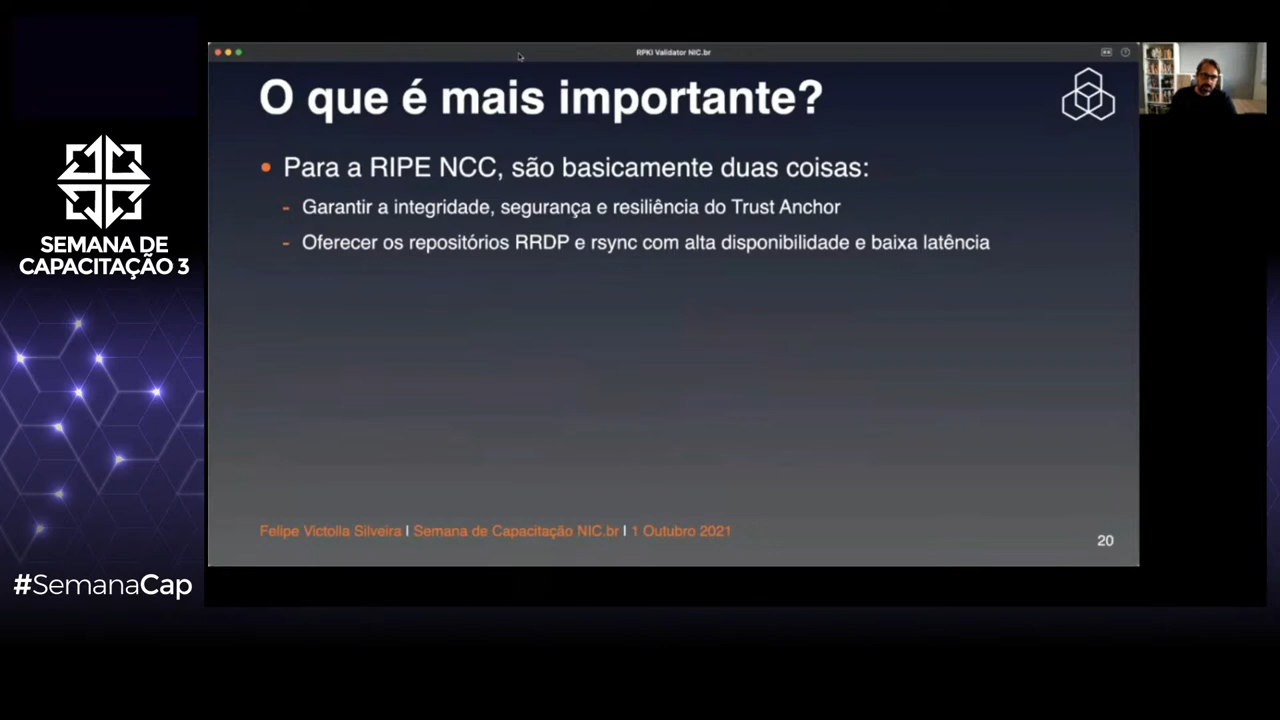 RPKI Validator NIC.br
O que é mais importante?
• Para a RIPE NCC, são basicamente duas coisas:
- Garantir a integridade, segurança e resiliência do Trust Anchor
- Oferecer os repositórios RRDP e rsync com alta disponibilidade e baixa latência
Felipe Victolla Silveira | Semana de Capacitação NIC.br | 1 Outubro 2021
20
SEMANA DE
CAPACITAÇÃO 3
#SemanaCap